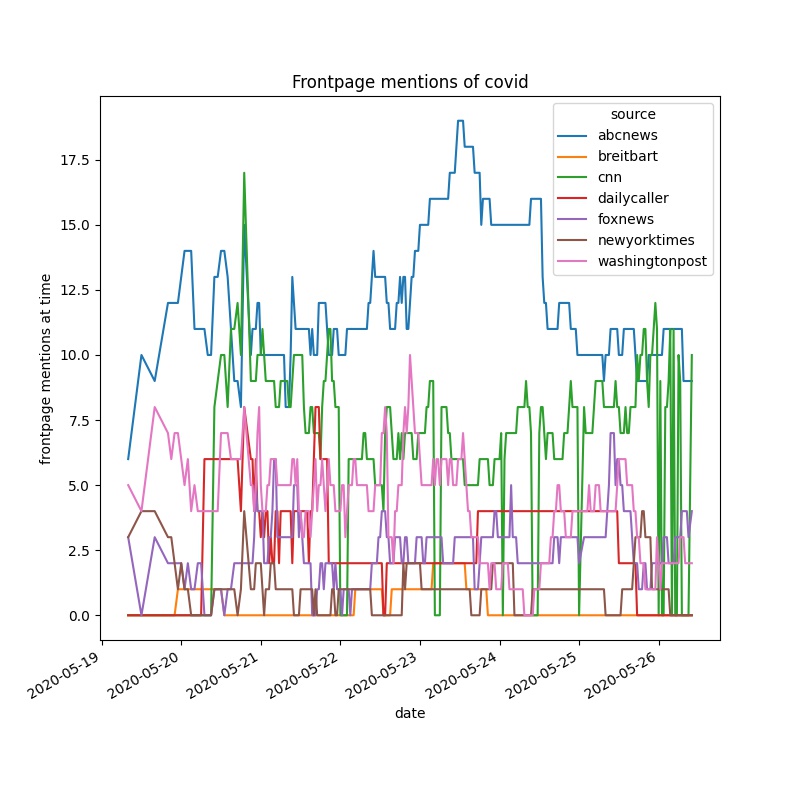 Frontpage mentions of covid
source
abcnews
breitbart
cnn
dailycaller
foxnews
newyorktimes
washingtonpost
frontpage mentions at time
17.5
15.0
12.5
10.0
7.5
5.0
2.5
0.0
2020-05-19
2020-05-20
2020-05-21
2020-05-22
2020-05-23
2020-05-24
2020-05-25
2020-05-26
date